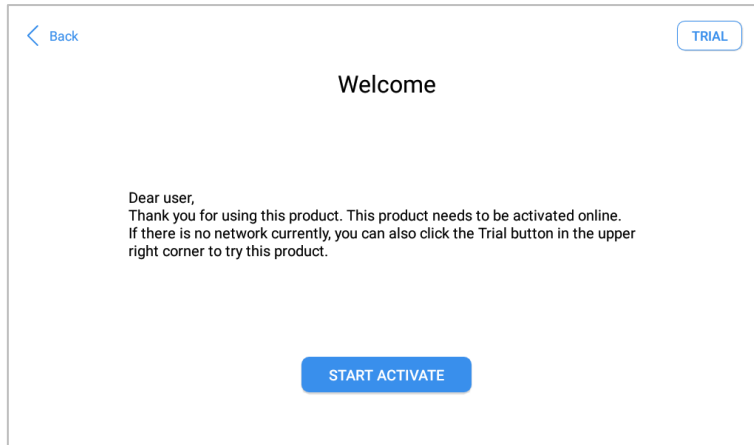 Back
TRIAL
Welcome
Dear user,
Thank you for using this product. This product needs to be activated online.
If there is no network currently, you can also click the Trial button in the upper
right corner to try this product.
START ACTIVATE